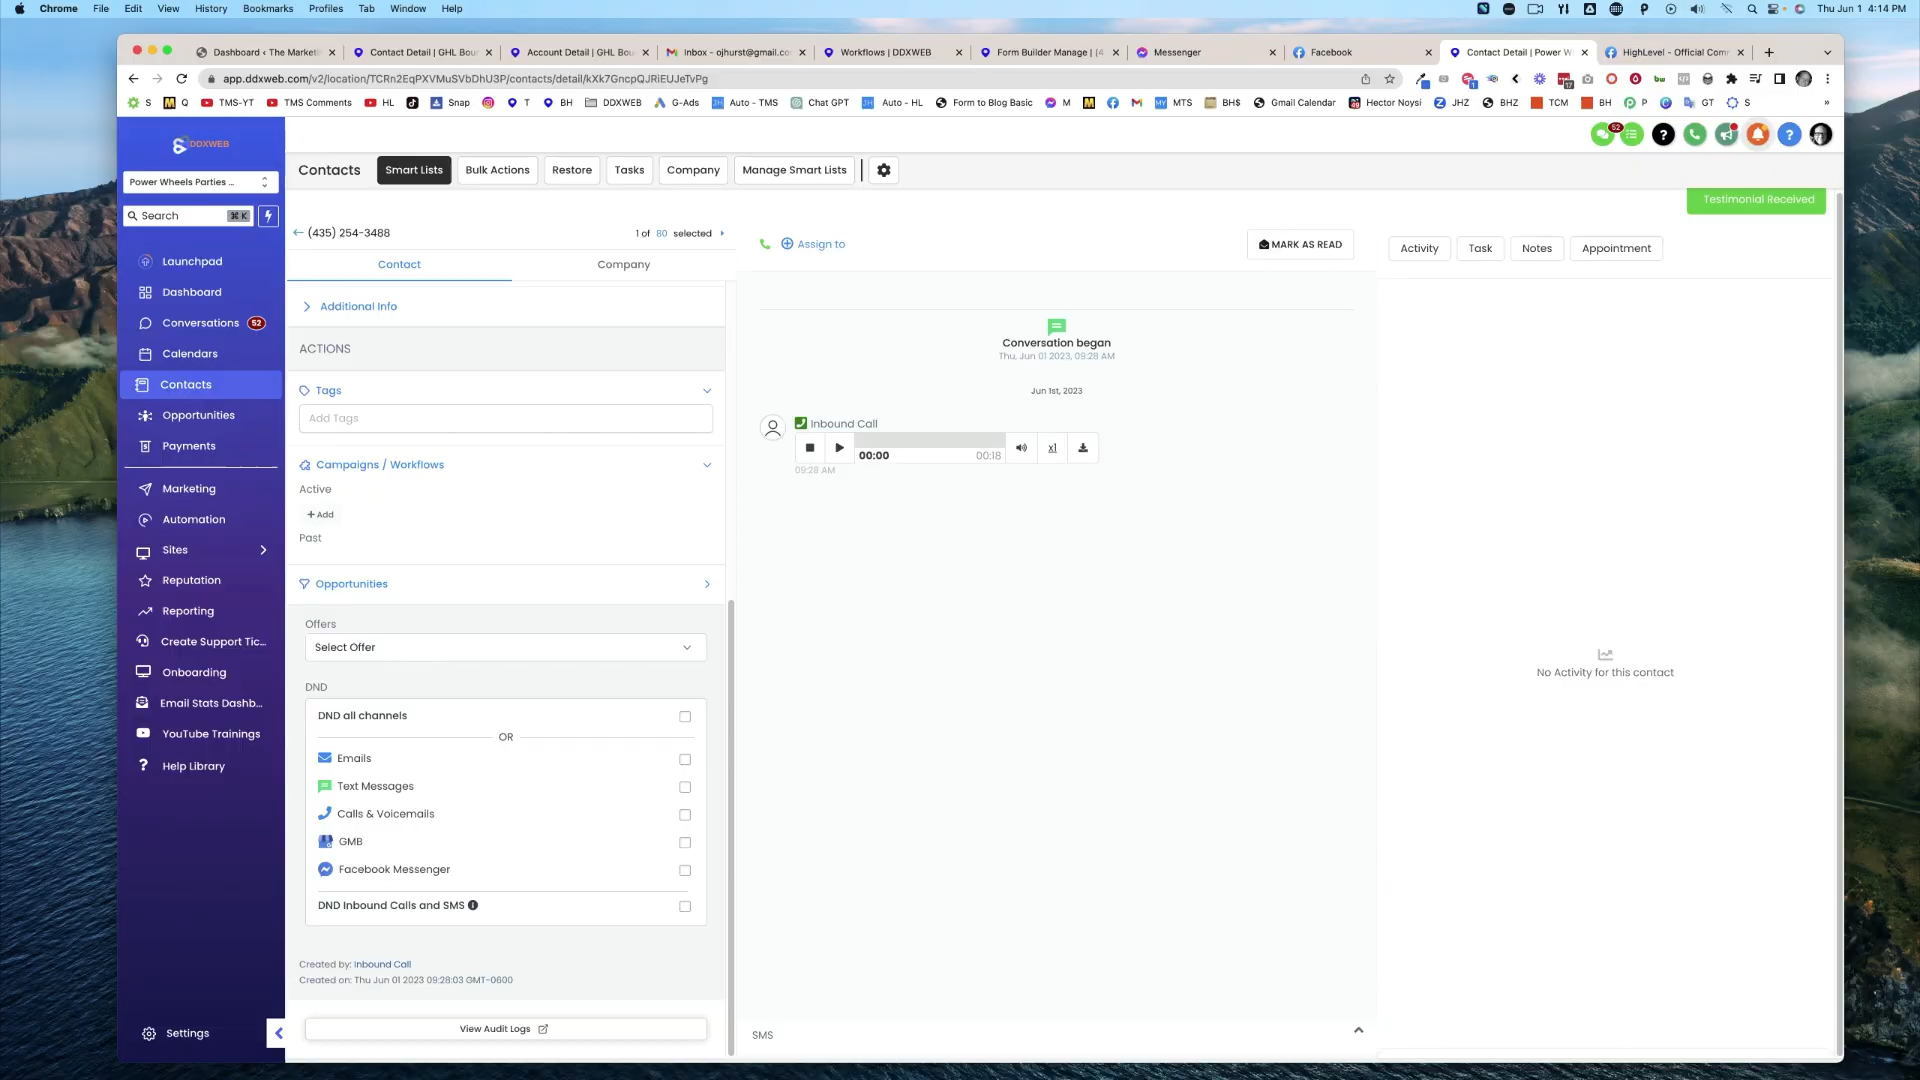 Chrome File Edit View History Bookmarks Profiles Tab Window Help Thu Jun 1 4:14 PM
Dashboard ‹ The Market Contact Detail | GHL Bou Account Detail | GHL Bou Inbox - ojhurst@gmail.co Workflows | DDXWEB Form Builder Manage | (4 Messenger Facebook Contact Detail | Power W HighLevel - Official Com
app.ddxweb.com/v2/location/TCRn2EqPXVMuSVbDhU3P/contacts/detail/kXk7GncpQJRiEUJeTvPg
S Q TMS-YT TMS Comments HL Snap T BH DDXWEB G-Ads Auto - TMS Chat GPT Auto - HL Form to Blog Basic M MTS BH$ Gmail Calendar Hector Noysi JHZ BHZ TCM BH P GT S »
DDXWEB
52
Power Wheels Parties ...
Contacts Smart Lists Bulk Actions Restore Tasks Company Manage Smart Lists
Search ⌘ K
Testimonial Received
← (435) 254-3488 1 of 80 selected
Assign to MARK AS READ
Activity Task Notes Appointment
Contact Company
Launchpad
Dashboard
Conversations 52
Calendars
Contacts
Opportunities
Payments
Marketing
Automation
Sites
Reputation
Reporting
Create Support Tic...
Onboarding
Email Stats Dashb...
YouTube Trainings
Help Library
Settings
Additional Info
ACTIONS
Tags
Add Tags
Campaigns / Workflows
Active
+ Add
Past
Opportunities
Offers
Select Offer
DND
DND all channels
OR
Emails
Text Messages
Calls & Voicemails
GMB
Facebook Messenger
DND Inbound Calls and SMS
Created by: Inbound Call
Created on: Thu Jun 01 2023 09:28:03 GMT-0600
View Audit Logs
Conversation began
Thu, Jun 01 2023, 09:28 AM
Jun 1st, 2023
Inbound Call
00:00 00:18 x1
09:28 AM
SMS
No Activity for this contact